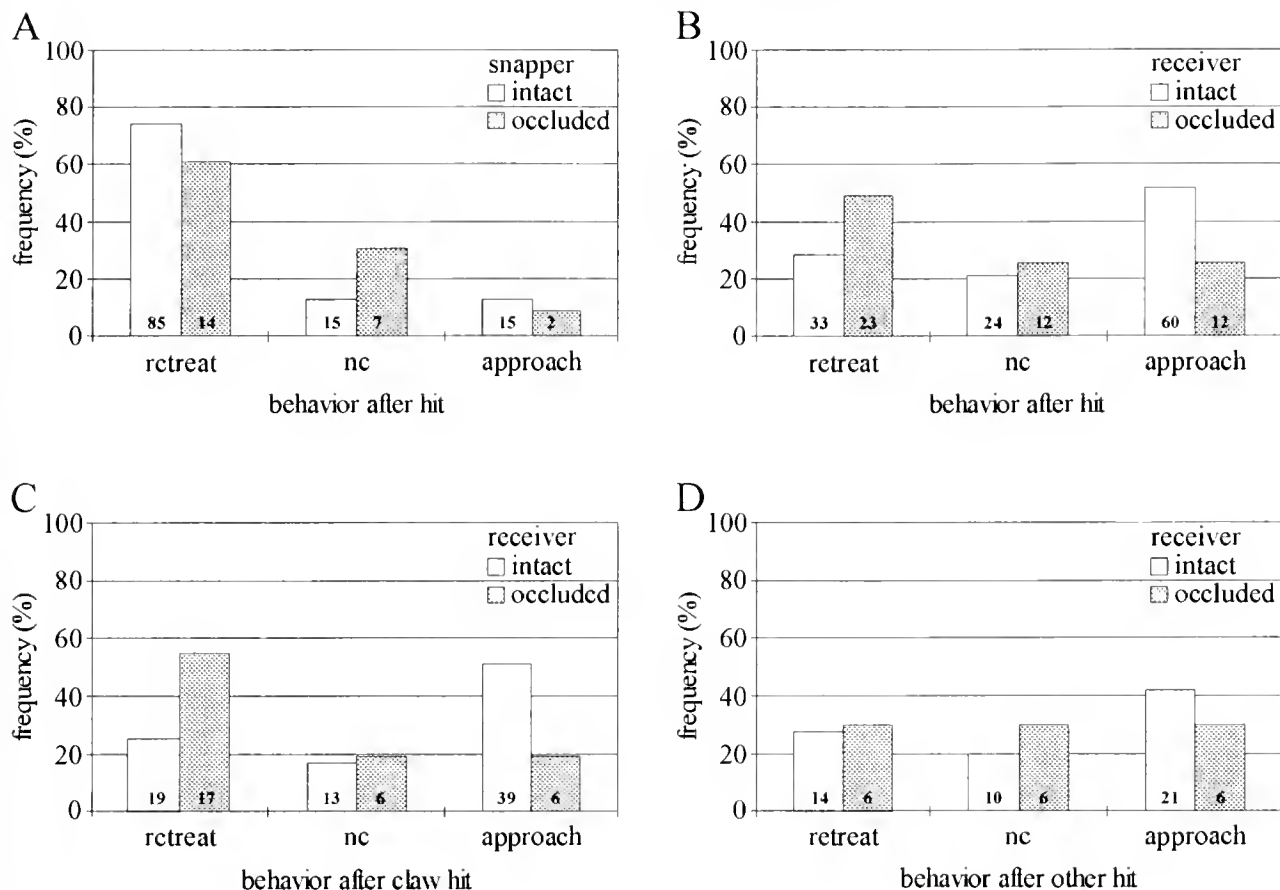 A
100
80
60
40
20
0
frequency (%)
snapper
intact
occluded
85 14 15 7 15 2
retreat nc approach
behavior after hit
B
100
80
60
40
20
0
frequency (%)
receiver
intact
occluded
33 23 24 12 60 12
retreat nc approach
behavior after hit
C
100
80
60
40
20
0
frequency (%)
receiver
intact
occluded
19 17 13 6 39 6
retreat nc approach
behavior after claw hit
D
100
80
60
40
20
0
frequency (%)
receiver
intact
occluded
14 6 10 6 21 6
retreat nc approach
behavior after other hit